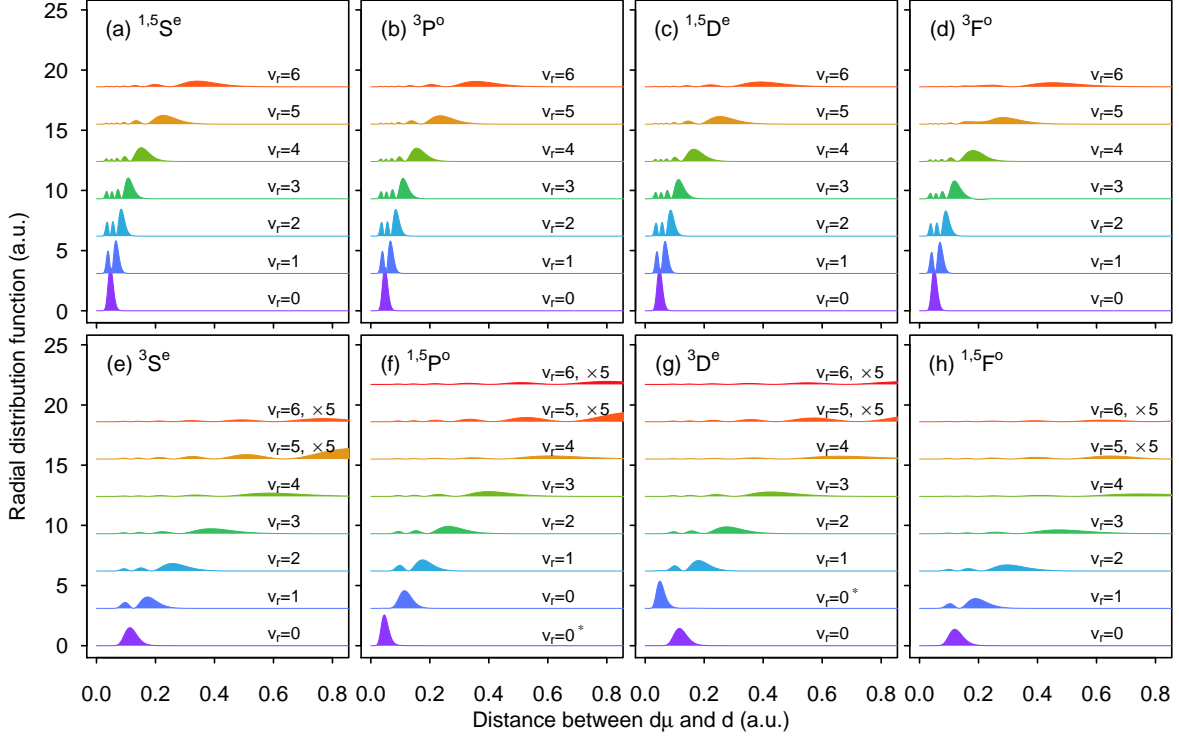 Radial distribution function (a.u.)
(a) ¹,⁵Sᵉ
25
20
15
10
5
0
vᵣ=6
vᵣ=5
vᵣ=4
vᵣ=3
vᵣ=2
vᵣ=1
vᵣ=0
(b) ³Pᵒ
vᵣ=6
vᵣ=5
vᵣ=4
vᵣ=3
vᵣ=2
vᵣ=1
vᵣ=0
(c) ¹,⁵Dᵉ
vᵣ=6
vᵣ=5
vᵣ=4
vᵣ=3
vᵣ=2
vᵣ=1
vᵣ=0
(d) ³Fᵒ
vᵣ=6
vᵣ=5
vᵣ=4
vᵣ=3
vᵣ=2
vᵣ=1
vᵣ=0
(e) ³Sᵉ
25
20
15
10
5
0
vᵣ=6, ×5
vᵣ=5, ×5
vᵣ=4
vᵣ=3
vᵣ=2
vᵣ=1
vᵣ=0
(f) ¹,⁵Pᵒ
vᵣ=6, ×5
vᵣ=5, ×5
vᵣ=4
vᵣ=3
vᵣ=2
vᵣ=1
vᵣ=0
vᵣ=0*
(g) ³Dᵉ
vᵣ=6, ×5
vᵣ=5, ×5
vᵣ=4
vᵣ=3
vᵣ=2
vᵣ=1
vᵣ=0*
vᵣ=0
(h) ¹,⁵Fᵒ
vᵣ=6, ×5
vᵣ=5, ×5
vᵣ=4
vᵣ=3
vᵣ=2
vᵣ=1
vᵣ=0
0.0 0.2 0.4 0.6 0.8
0.0 0.2 0.4 0.6 0.8
0.0 0.2 0.4 0.6 0.8
0.0 0.2 0.4 0.6 0.8
Distance between dμ and d (a.u.)